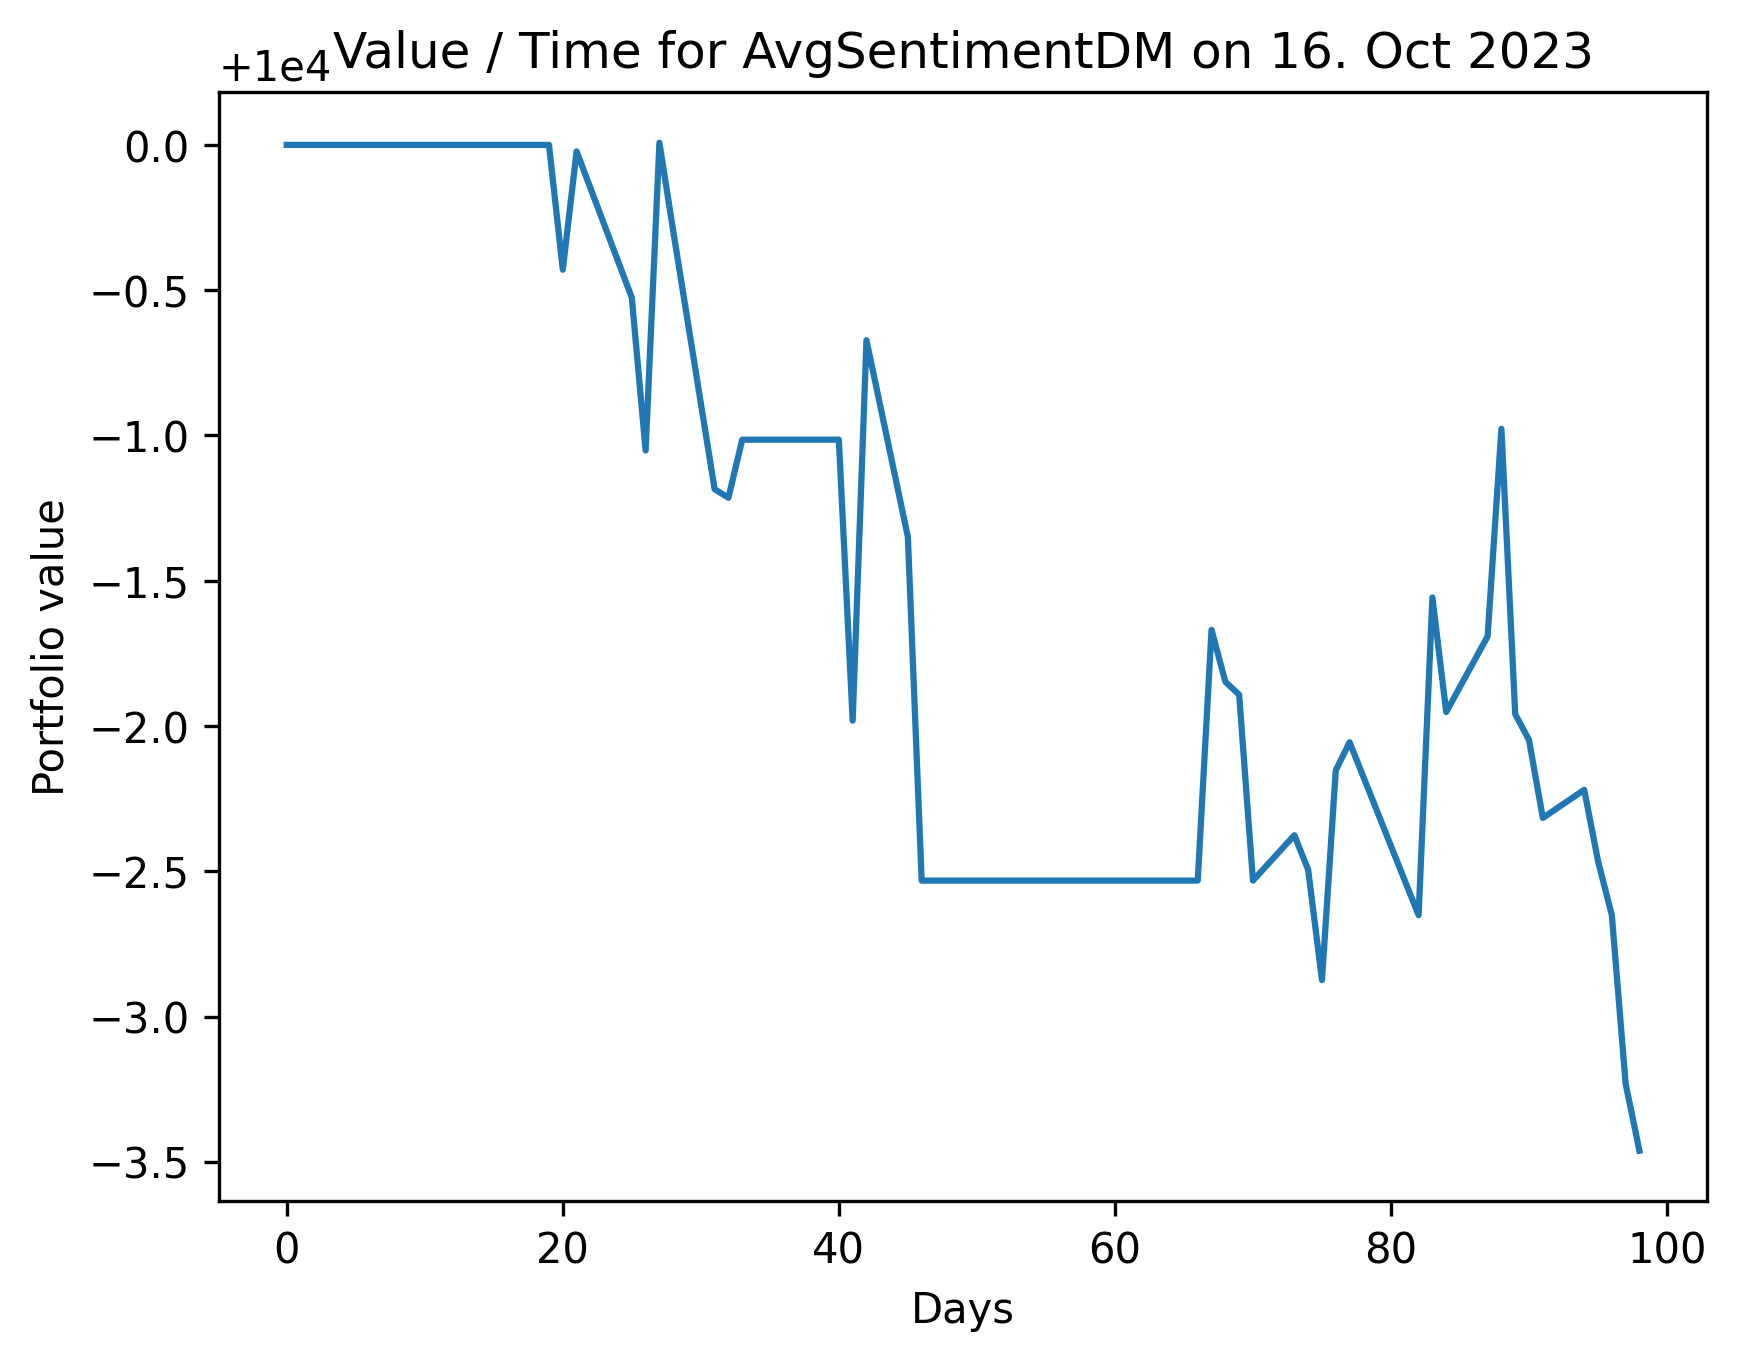 Value / Time for AvgSentimentDM on 16. Oct 2023
+1e4
0.0
−0.5
−1.0
−1.5
−2.0
−2.5
−3.0
−3.5
Portfolio value
0 20 40 60 80 100
Days